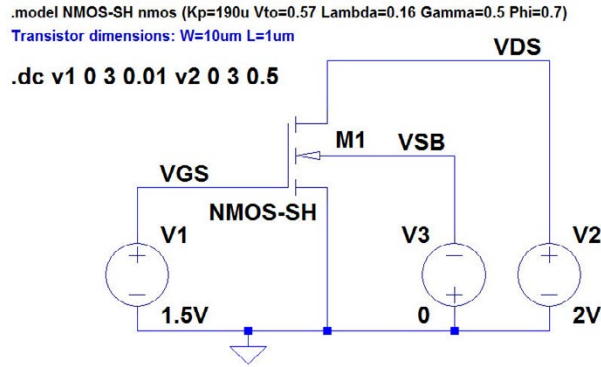 .model NMOS-SH nmos (Kp=190u Vto=0.57 Lambda=0.16 Gamma=0.5 Phi=0.7)
Transistor dimensions: W=10um L=1um
VDS
.dc v1 0 3 0.01 v2 0 3 0.5
M1
VSB
VGS
NMOS-SH
V1
V3
V2
1.5V
0
2V